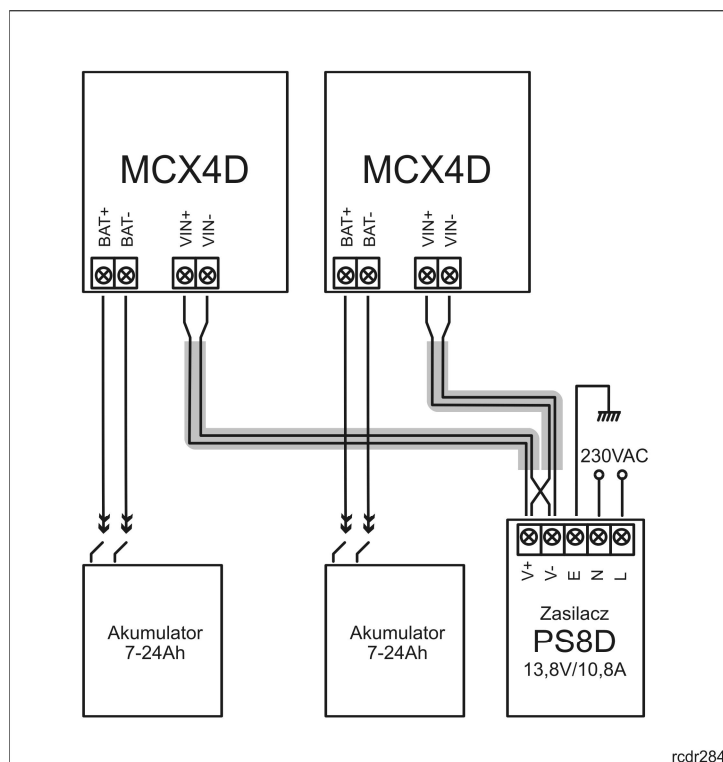 MCX4D
BAT+
BAT-
VIN+
VIN-
MCX4D
BAT+
BAT-
VIN+
VIN-
230VAC
V+
V-
E
N
L
Akumulator
7-24Ah
Akumulator
7-24Ah
Zasilacz
PS8D
13,8V/10,8A
rcdr284